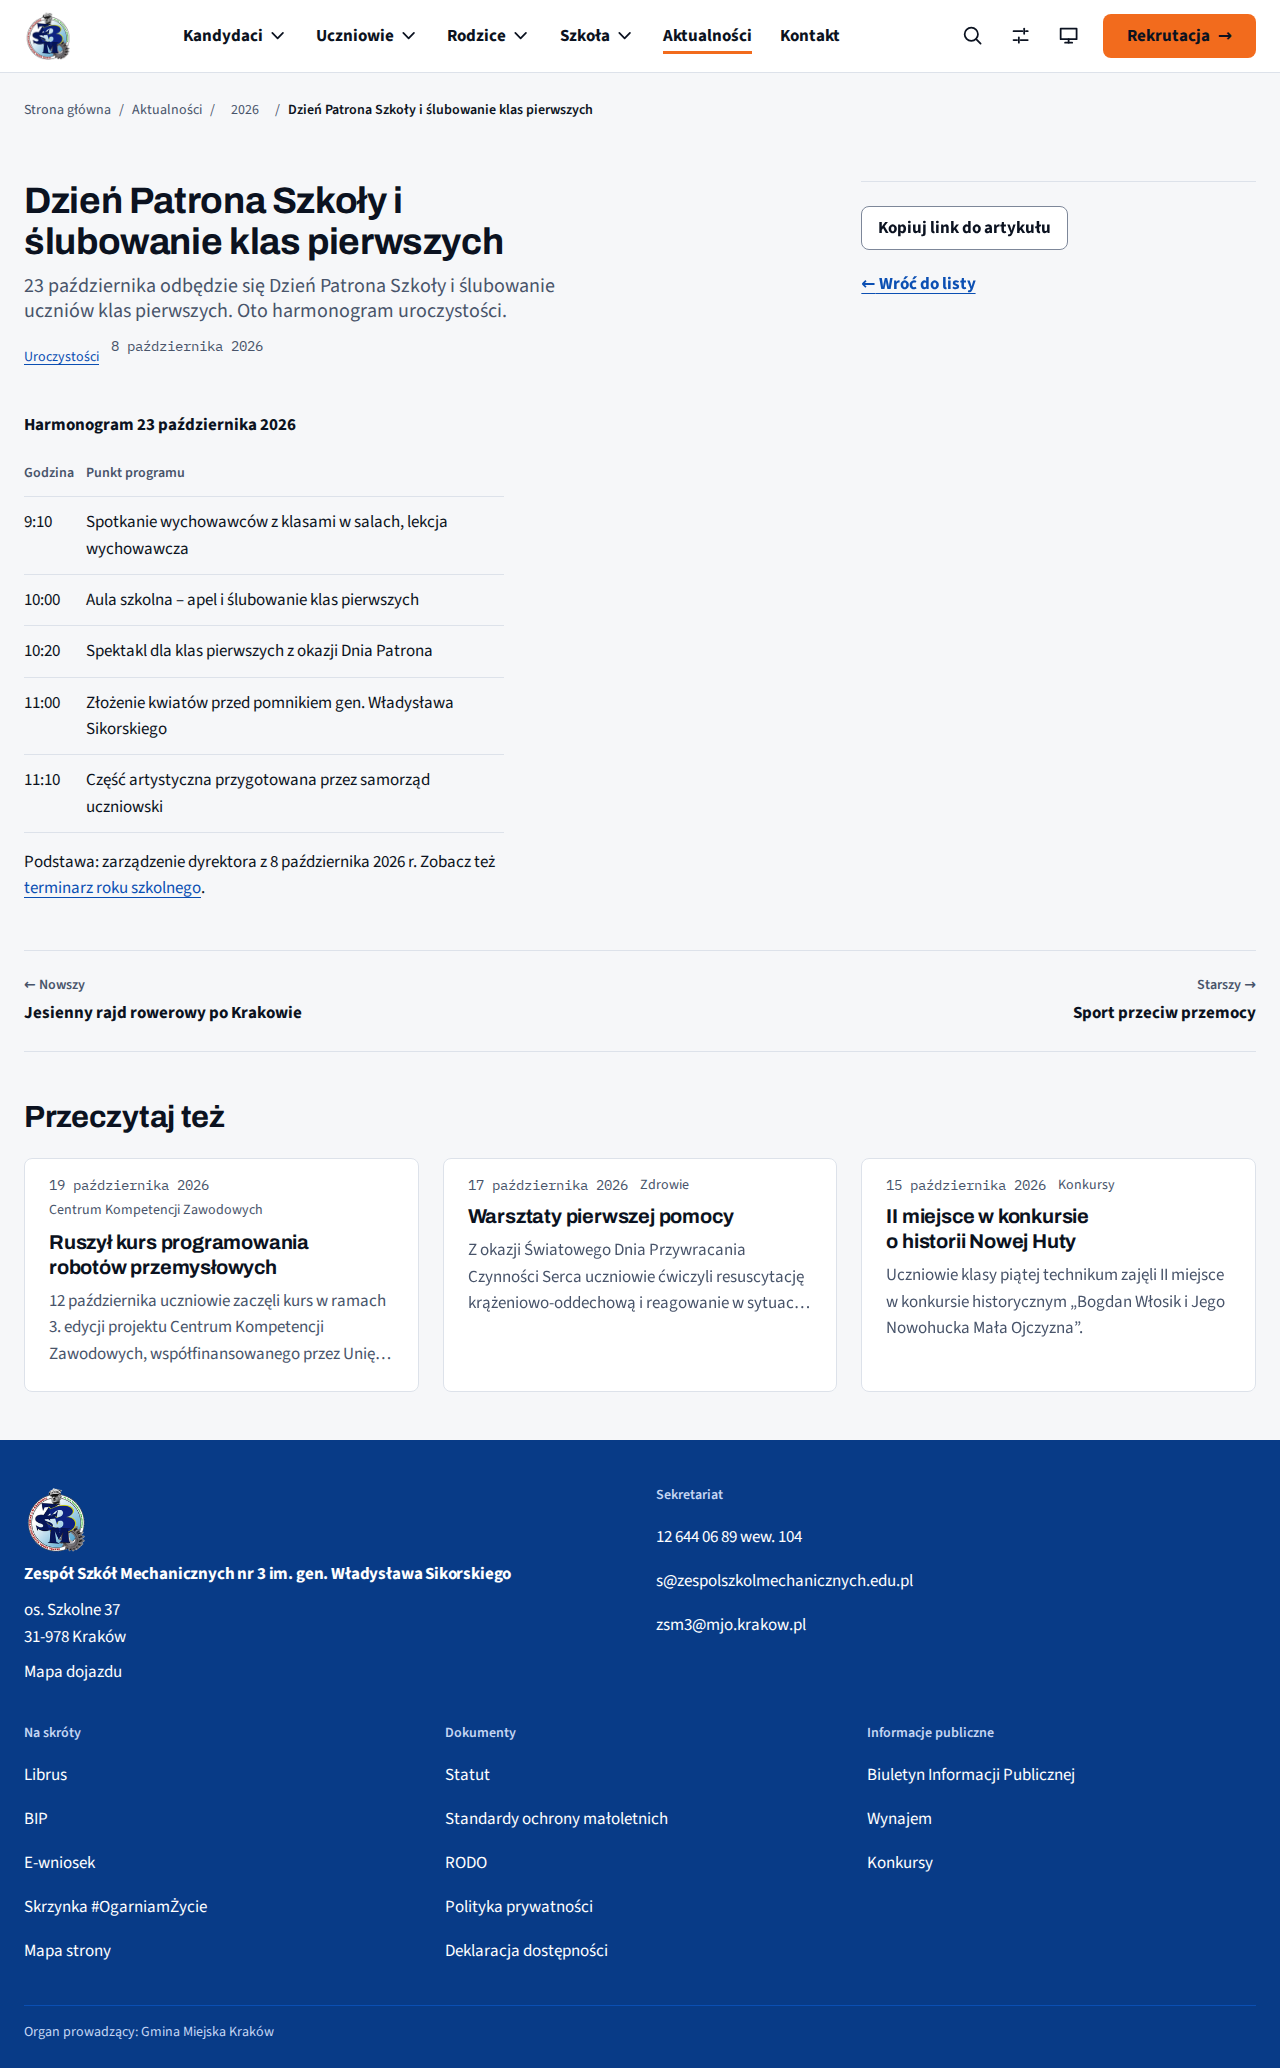 Kandydaci Uczniowie Rodzice Szkoła Aktualności Kontakt Rekrutacja →
Strona główna / Aktualności / 2026 / Dzień Patrona Szkoły i ślubowanie klas pierwszych
Dzień Patrona Szkoły i
ślubowanie klas pierwszych
23 października odbędzie się Dzień Patrona Szkoły i ślubowanie
uczniów klas pierwszych. Oto harmonogram uroczystości.
Uroczystości 8 października 2026
Kopiuj link do artykułu
← Wróć do listy
Harmonogram 23 października 2026
Godzina Punkt programu
9:10 Spotkanie wychowawców z klasami w salach, lekcja
wychowawcza
10:00 Aula szkolna – apel i ślubowanie klas pierwszych
10:20 Spektakl dla klas pierwszych z okazji Dnia Patrona
11:00 Złożenie kwiatów przed pomnikiem gen. Władysława
Sikorskiego
11:10 Część artystyczna przygotowana przez samorząd
uczniowski
Podstawa: zarządzenie dyrektora z 8 października 2026 r. Zobacz też
terminarz roku szkolnego.
← Nowszy
Jesienny rajd rowerowy po Krakowie
Starszy →
Sport przeciw przemocy
Przeczytaj też
19 października 2026
Centrum Kompetencji Zawodowych
Ruszył kurs programowania
robotów przemysłowych
12 października uczniowie zaczęli kurs w ramach
3. edycji projektu Centrum Kompetencji
Zawodowych, współfinansowanego przez Unię…
17 października 2026 Zdrowie
Warsztaty pierwszej pomocy
Z okazji Światowego Dnia Przywracania
Czynności Serca uczniowie ćwiczyli resuscytację
krążeniowo-oddechową i reagowanie w sytuac…
15 października 2026 Konkursy
II miejsce w konkursie
o historii Nowej Huty
Uczniowie klasy piątej technikum zajęli II miejsce
w konkursie historycznym „Bogdan Włosik i Jego
Nowohucka Mała Ojczyzna”.
Zespół Szkół Mechanicznych nr 3 im. gen. Władysława Sikorskiego
os. Szkolne 37
31-978 Kraków
Mapa dojazdu
Sekretariat
12 644 06 89 wew. 104
s@zespolszkolmechanicznych.edu.pl
zsm3@mjo.krakow.pl
Na skróty
Librus
BIP
E-wniosek
Skrzynka #OgarniamŻycie
Mapa strony
Dokumenty
Statut
Standardy ochrony małoletnich
RODO
Polityka prywatności
Deklaracja dostępności
Informacje publiczne
Biuletyn Informacji Publicznej
Wynajem
Konkursy
Organ prowadzący: Gmina Miejska Kraków